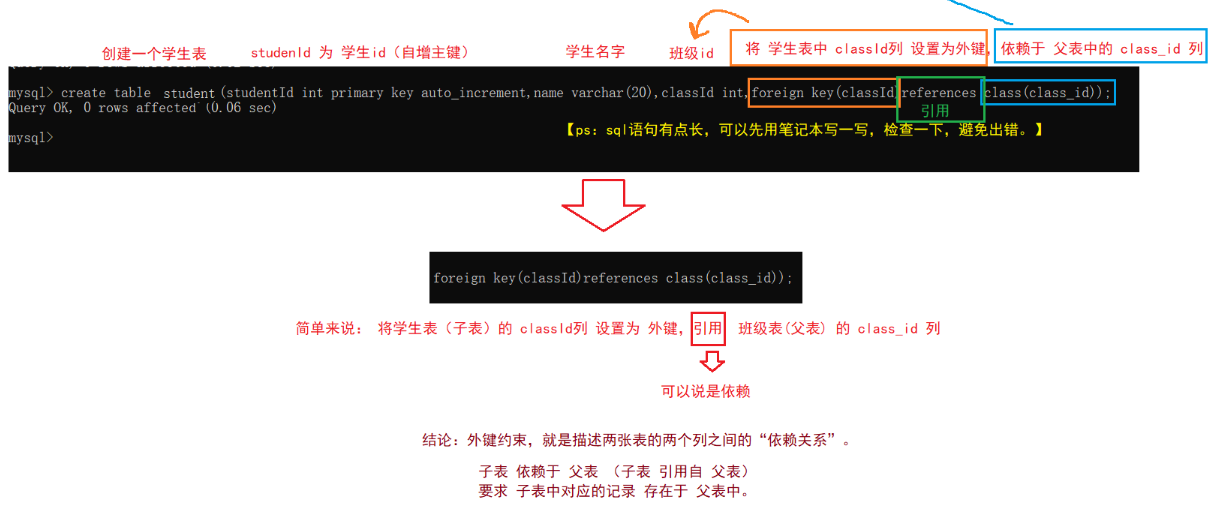 将 学生表中 classId列 设置为外键, 依赖于 父表中的 class_id 列
创建一个学生表 studenId 为 学生id（自增主键） 学生名字 班级id
mysql> create table student(studentId int primary key auto_increment,name varchar(20),classId int,foreign key(classId)references class(class_id));
Query OK, 0 rows affected (0.06 sec)
引用
【ps：sql语句有点长，可以先用笔记本写一写，检查一下，避免出错。】
mysql>
foreign key(classId)references class(class_id));
简单来说： 将学生表（子表）的 classId列 设置为 外键, 引用 班级表(父表) 的 class_id 列
可以说是依赖
结论：外键约束，就是描述两张表的两个列之间的“依赖关系”。
子表 依赖于 父表 （子表 引用自 父表）
要求 子表中对应的记录 存在于 父表中。